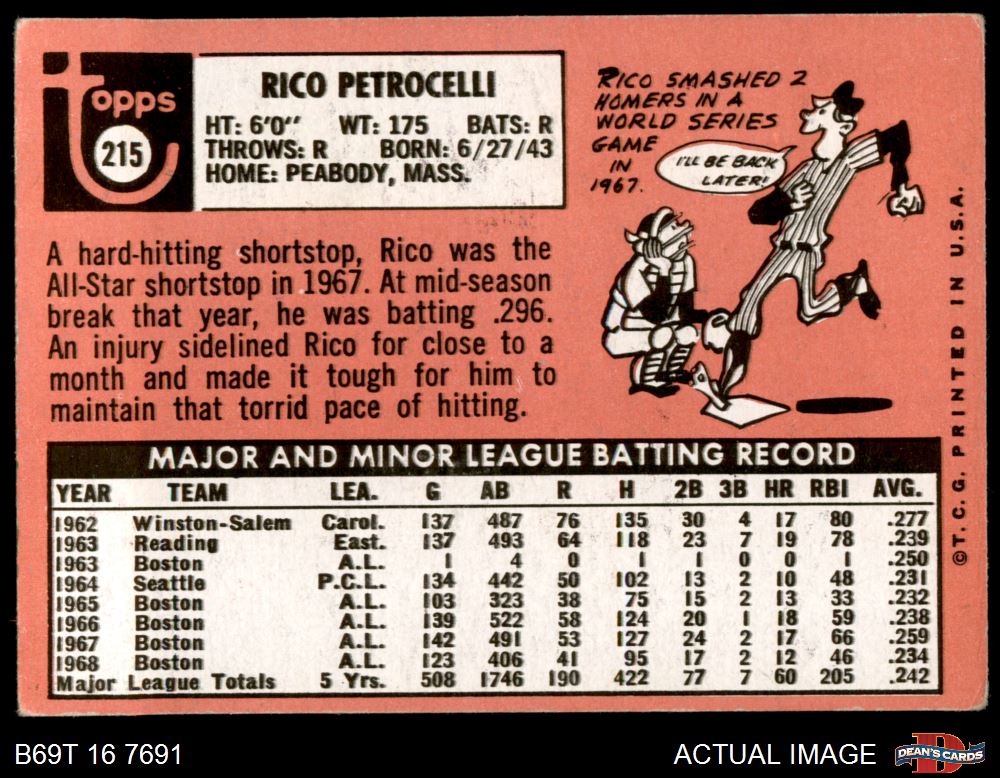 Topps
215
RICO PETROCELLI
HT: 6'0" WT: 175 BATS: R
THROWS: R BORN: 6/27/43
HOME: PEABODY, MASS.
RICO SMASHED 2
HOMERS IN A
WORLD SERIES
GAME
IN
1967.
I'LL BE BACK
LATER!
A hard-hitting shortstop, Rico was the
All-Star shortstop in 1967. At mid-season
break that year, he was batting .296.
An injury sidelined Rico for close to a
month and made it tough for him to
maintain that torrid pace of hitting.
MAJOR AND MINOR LEAGUE BATTING RECORD
YEAR TEAM LEA. G AB R H 2B 3B HR RBI AVG.
1962 Winston-Salem Carol. 137 487 76 135 30 4 17 80 .277
1963 Reading East. 137 493 64 118 23 7 19 78 .239
1963 Boston A.L. 1 4 0 1 1 0 0 1 .250
1964 Seattle P.C.L. 134 442 50 102 13 2 10 48 .231
1965 Boston A.L. 103 323 38 75 15 2 13 33 .232
1966 Boston A.L. 139 522 58 124 20 1 18 59 .238
1967 Boston A.L. 142 491 53 127 24 2 17 66 .259
1968 Boston A.L. 123 406 41 95 17 2 12 46 .234
Major League Totals 5 Yrs. 508 1746 190 422 77 7 60 205 .242
© T. C. G. PRINTED IN U.S.A.
B69T 16 7691
ACTUAL IMAGE
DEAN'S CARDS